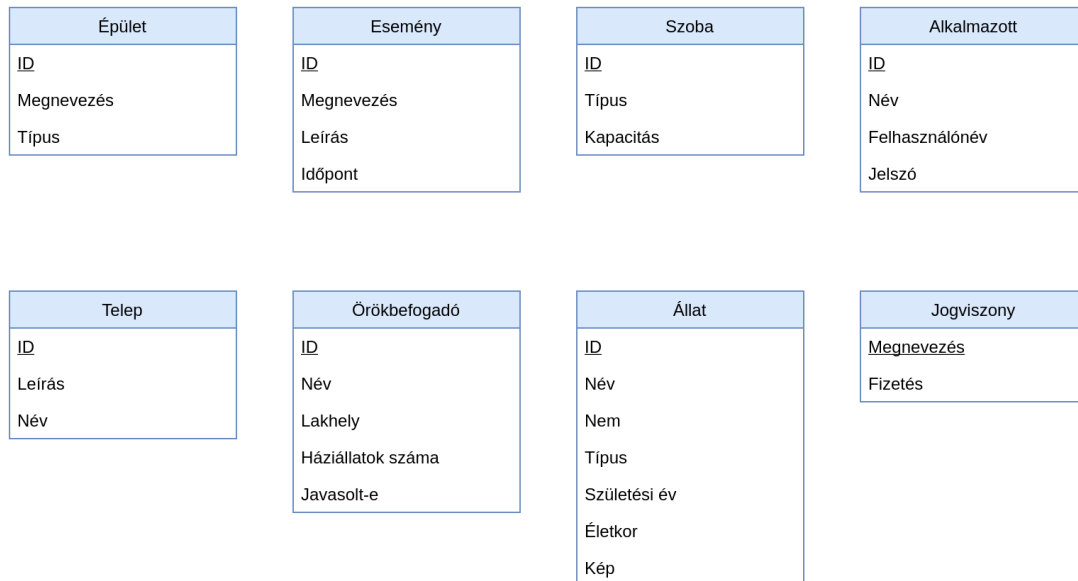 Épület
ID
Megnevezés
Típus
Esemény
ID
Megnevezés
Leírás
Időpont
Szoba
ID
Típus
Kapacitás
Alkalmazott
ID
Név
Felhasználónév
Jelszó
Telep
ID
Leírás
Név
Örökbefogadó
ID
Név
Lakhely
Háziállatok száma
Javasolt-e
Állat
ID
Név
Nem
Típus
Születési év
Életkor
Kép
Jogviszony
Megnevezés
Fizetés